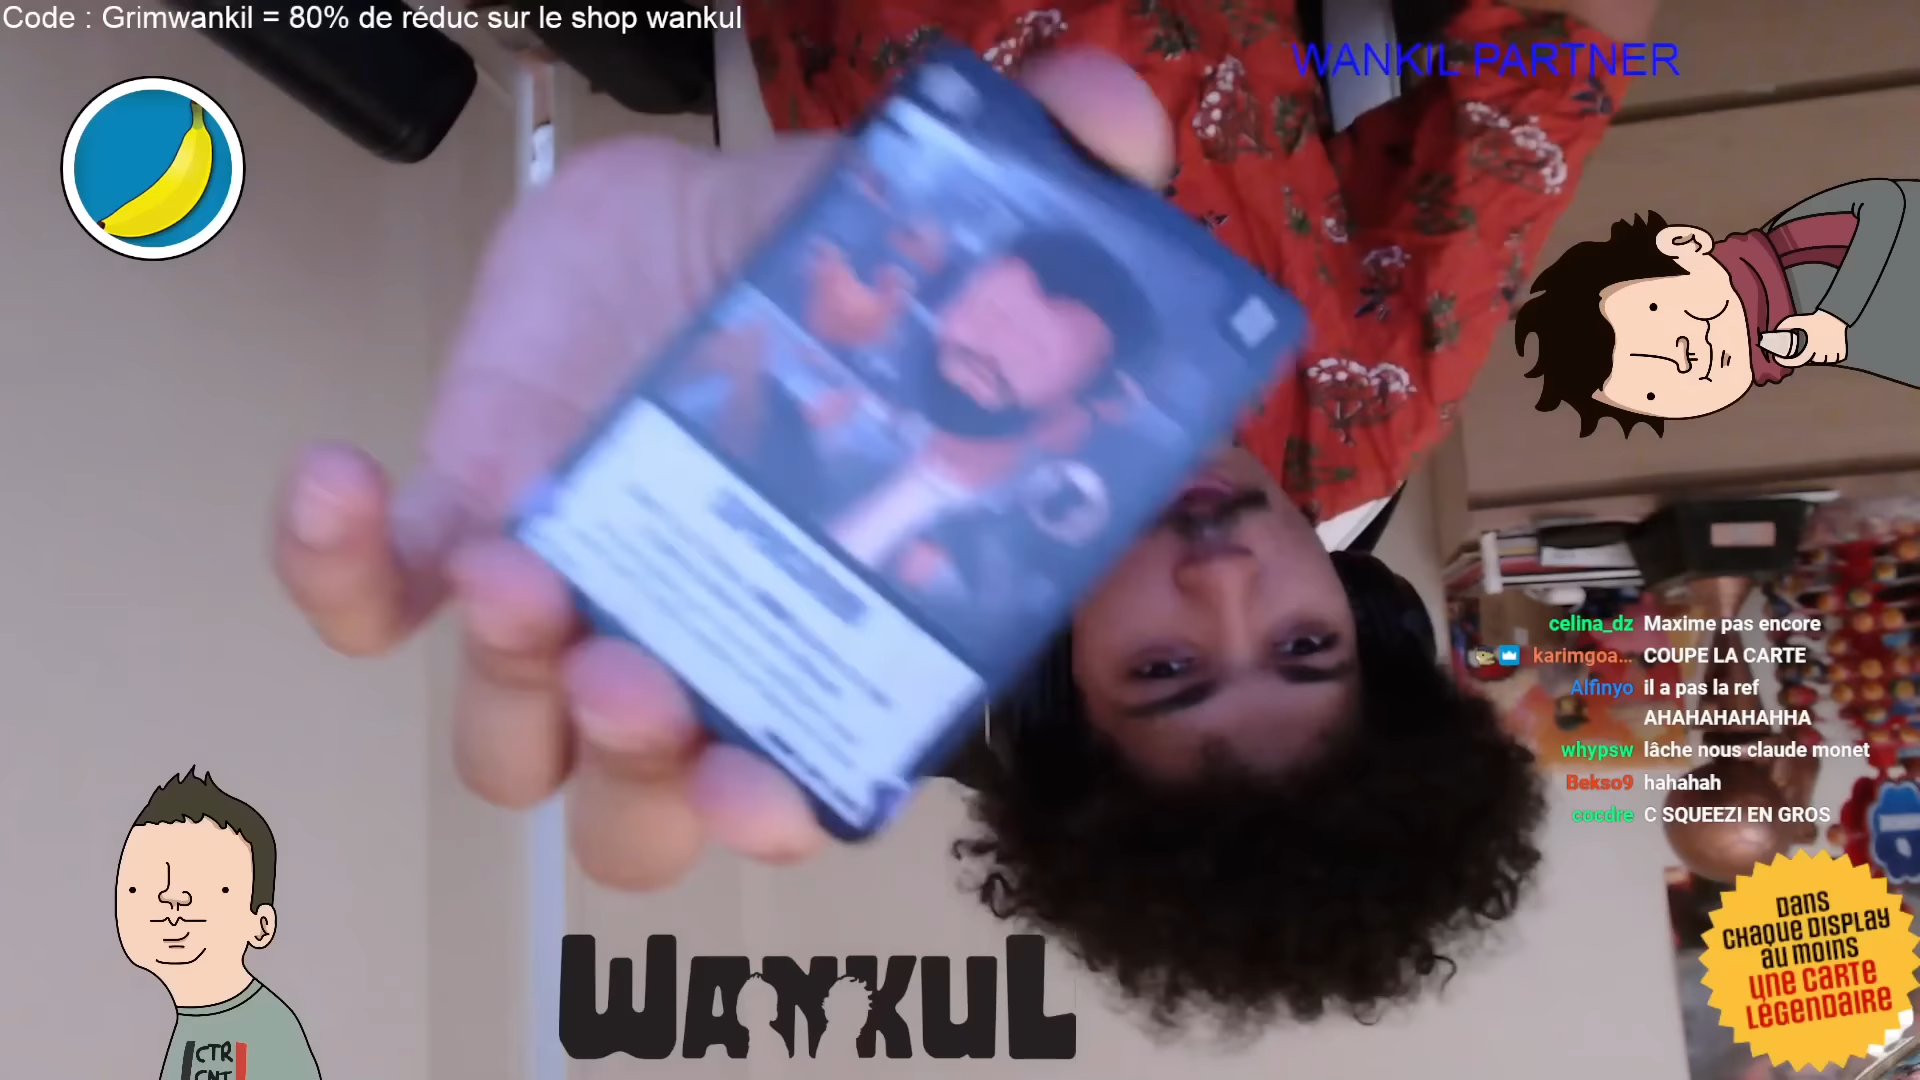 Code : Grimwankil = 80% de réduc sur le shop wankul
WANKIL PARTNER
celina_dz Maxime pas encore
karimgoa... COUPE LA CARTE
Alfinyo il a pas la ref
AHAHAHAHAHHA
whypsw lâche nous claude monet
Bekso9 hahahah
cocdre C SQUEEZI EN GROS
DANS
CHAQUE DISPLAY
AU MOINS
UNE CARTE
LÉGENDAIRE
WANKUL
CTR
CNT